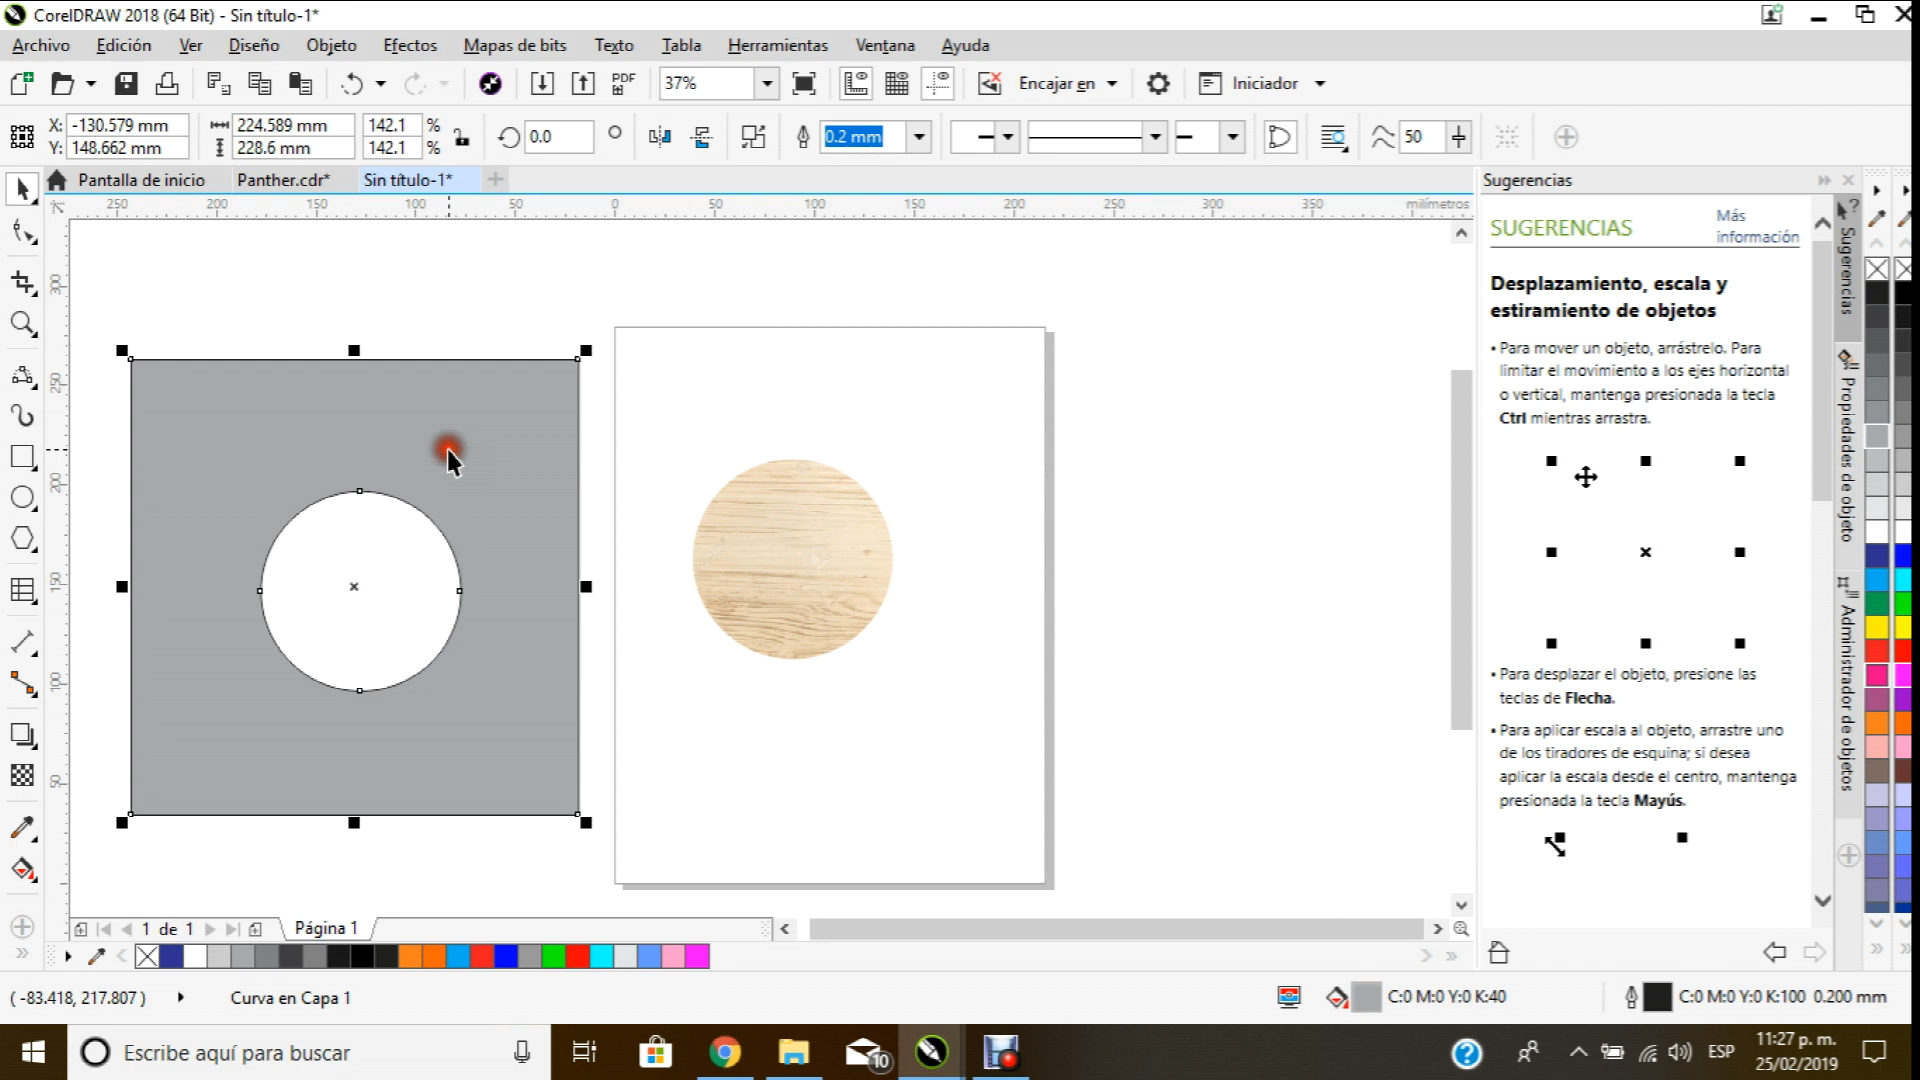 CorelDRAW 2018 (64 Bit) - Sin título-1*
Archivo Edición Ver Diseño Objeto Efectos Mapas de bits Texto Tabla Herramientas Ventana Ayuda
PDF 37% Encajar en Iniciador
X: -130.579 mm 224.589 mm 142.1 % 0.0 0.2 mm 50
Y: 148.662 mm 228.6 mm 142.1 %
Pantalla de inicio Panther.cdr* Sin título-1*
250 200 150 100 50 0 50 100 150 200 250 300 350 milímetros
300
250
200
150
100
50
Sugerencias
SUGERENCIAS
Más
información
Desplazamiento, escala y
estiramiento de objetos
• Para mover un objeto, arrástrelo. Para
limitar el movimiento a los ejes horizontal
o vertical, mantenga presionada la tecla
Ctrl mientras arrastra.
• Para desplazar el objeto, presione las
teclas de Flecha.
• Para aplicar escala al objeto, arrastre uno
de los tiradores de esquina; si desea
aplicar la escala desde el centro, mantenga
presionada la tecla Mayús.
Sugerencias
Propiedades de objeto
Administrador de objetos
1 de 1 Página 1
( -83.418, 217.807 ) Curva en Capa 1 C:0 M:0 Y:0 K:40 C:0 M:0 Y:0 K:100 0.200 mm
Escribe aquí para buscar
10
ESP
11:27 p. m.
25/02/2019